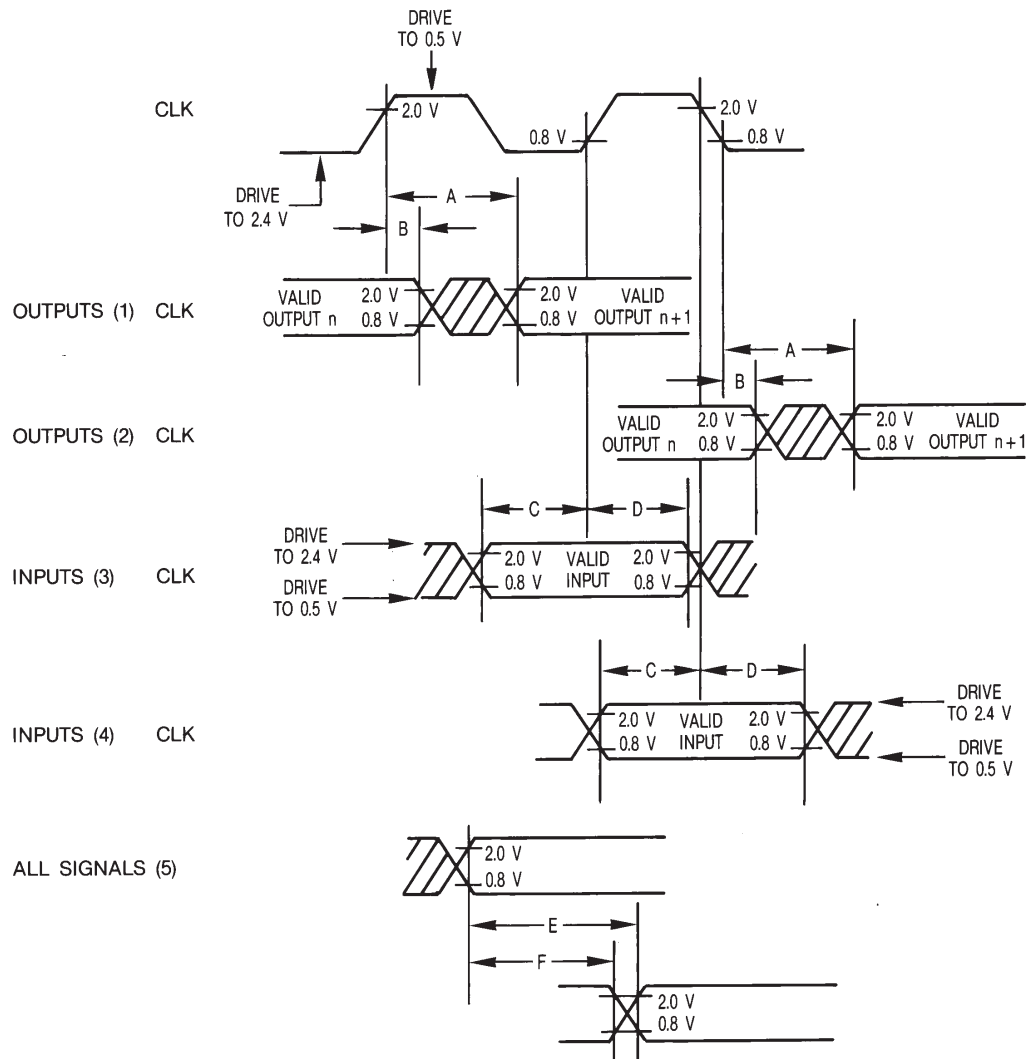 DRIVE
TO 0.5 V
CLK
2.0 V
2.0 V
0.8 V
0.8 V
DRIVE
TO 2.4 V
A
B
OUTPUTS (1) CLK
VALID
OUTPUT n
2.0 V
0.8 V
2.0 V
0.8 V
VALID
OUTPUT n+1
A
B
OUTPUTS (2) CLK
VALID
OUTPUT n
2.0 V
0.8 V
2.0 V
0.8 V
VALID
OUTPUT n+1
C
D
DRIVE
TO 2.4 V
INPUTS (3) CLK
DRIVE
TO 0.5 V
2.0 V
0.8 V
VALID
INPUT
2.0 V
0.8 V
C
D
INPUTS (4) CLK
2.0 V
0.8 V
VALID
INPUT
2.0 V
0.8 V
DRIVE
TO 2.4 V
DRIVE
TO 0.5 V
ALL SIGNALS (5)
2.0 V
0.8 V
E
F
2.0 V
0.8 V